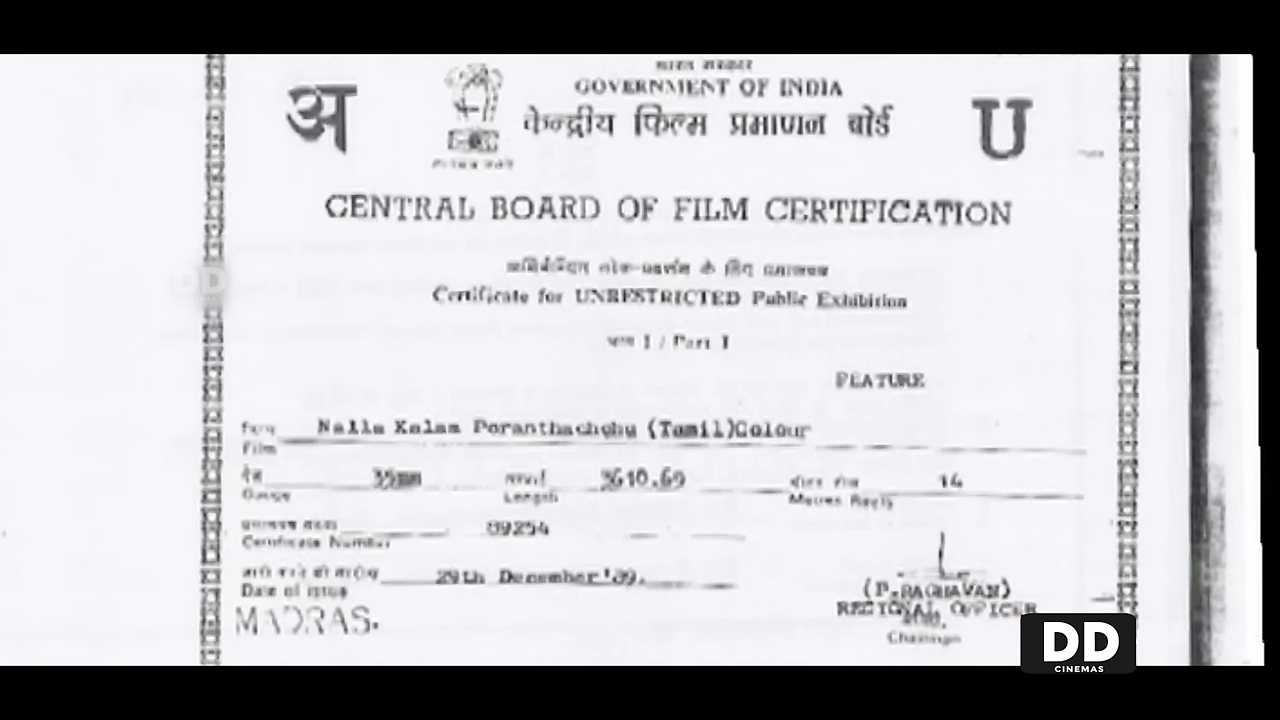 भारत सरकार
GOVERNMENT OF INDIA
अ
केन्द्रीय फिल्म प्रमाणन बोर्ड
U
CENTRAL BOARD OF FILM CERTIFICATION
DD
Certificate for UNRESTRICTED Public Exhibition
भाग I / Part I
FEATURE
Film Nalla Kalam Poranthachchu (Tamil) Colour
35mm 3610.69 14
Gauge Length Metres Reels
89254
Certificate Number
29th December'89.
Date of issue
(P.RAGHAVAN)
MADRAS.
REGIONAL OFFICER
DD
CINEMAS